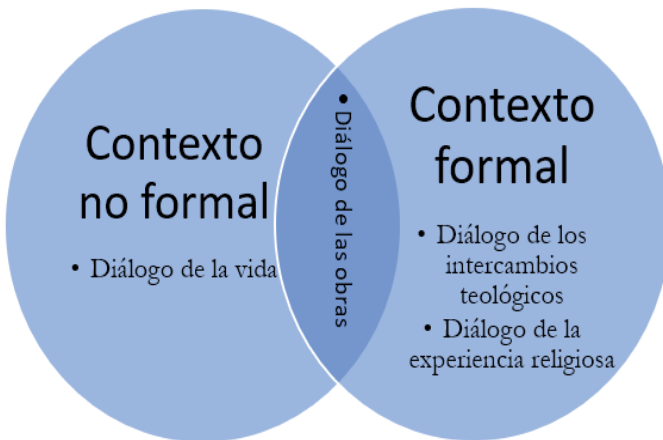 Contexto
no formal
• Diálogo de la vida
• Diálogo de las obras
Contexto
formal
• Diálogo de los
intercambios
teológicos
• Diálogo de la
experiencia religiosa